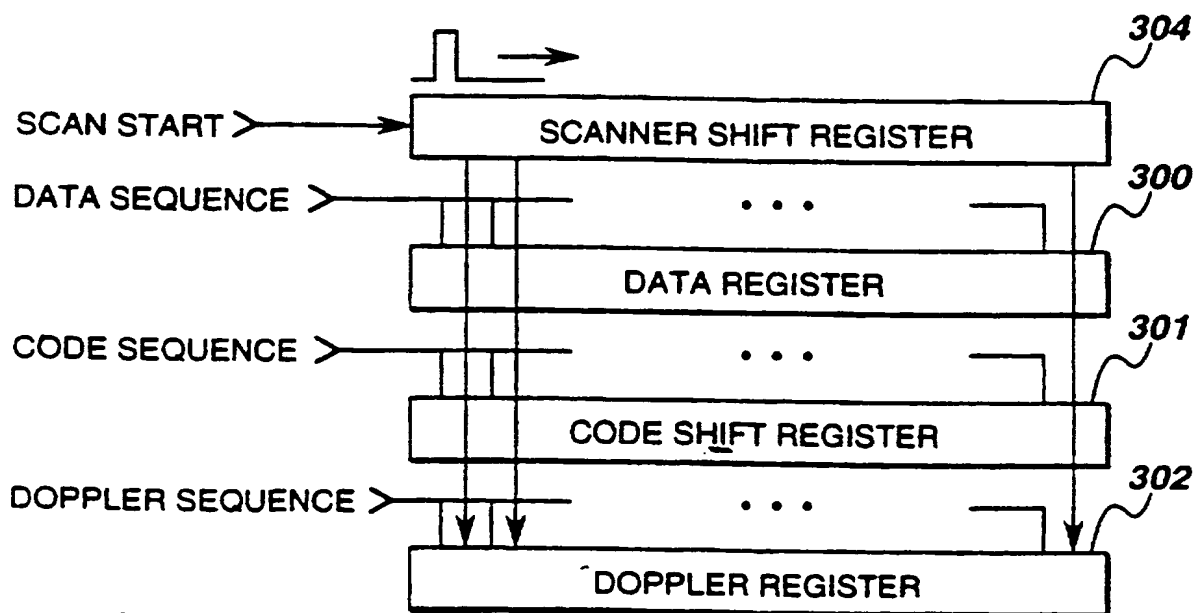 304
SCAN START
SCANNER SHIFT REGISTER
300
DATA SEQUENCE
DATA REGISTER
301
CODE SEQUENCE
CODE SHIFT REGISTER
302
DOPPLER SEQUENCE
DOPPLER REGISTER